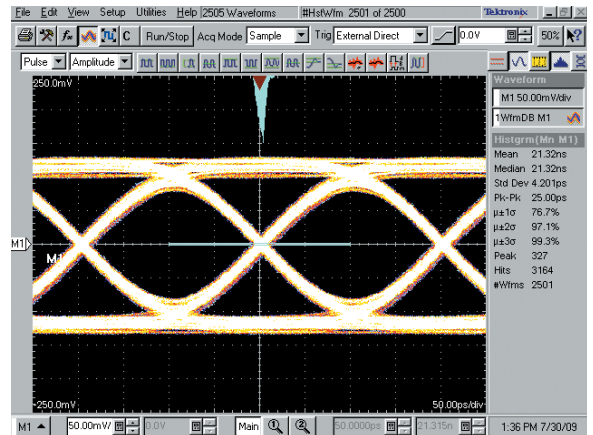 File Edit View Setup Utilities Help 2505 Waveforms #HstWfm 2501 of 2500 Tektronix
C Run/Stop Acq Mode Sample Trig External Direct 0.0V 50%
Pulse Amplitude
250.0mV
Waveform
M1 50.00mV/div
1WfmDB M1
Histgrm(Mn M1)
Mean 21.32ns
Median 21.32ns
Std Dev 4.201ps
Pk-Pk 25.00ps
µ±1σ 76.7%
µ±2σ 97.1%
µ±3σ 99.3%
Peak 327
Hits 3164
#Wfms 2501
M1
M1
-250.0mV
50.00ps/div
M1 50.00mV/ 0.0V Main 50.0000ps 21.315n 1:36 PM 7/30/09